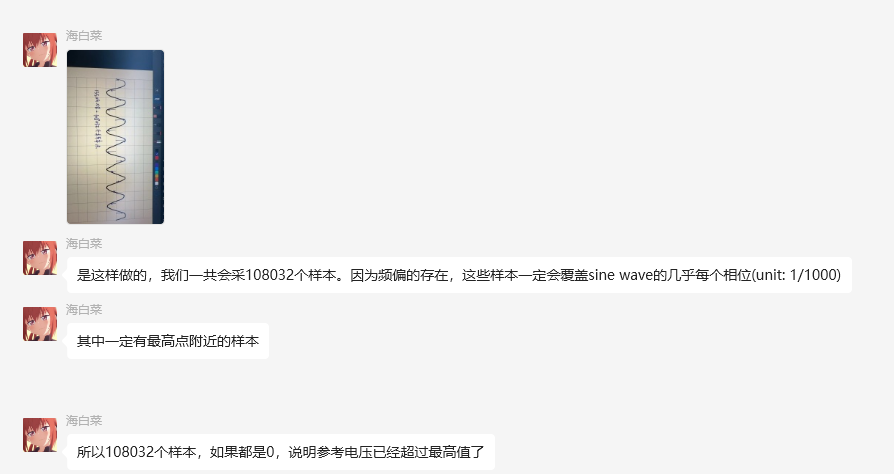 海白菜
海白菜
是这样做的，我们一共会采108032个样本。因为频偏的存在，这些样本一定会覆盖sine wave的几乎每个相位(unit: 1/1000)
海白菜
其中一定有最高点附近的样本
海白菜
所以108032个样本，如果都是0，说明参考电压已经超过最高值了